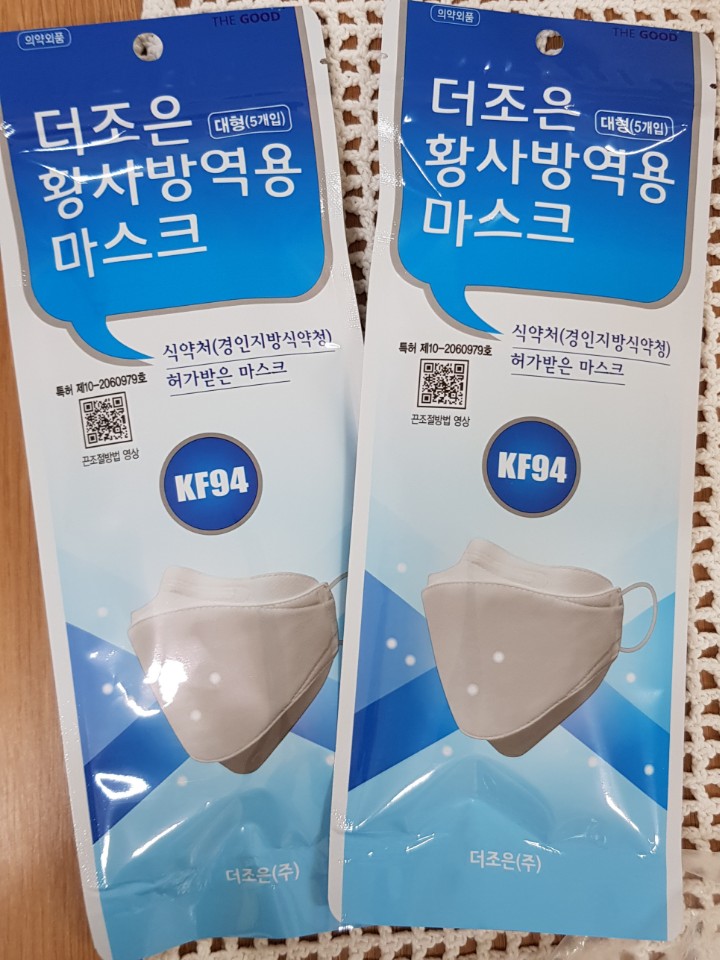 의약외품
THE GOOD
더조은
대형(5개입)
황사방역용
마스크
식약처(경인지방식약청)
허가받은 마스크
특허 제10-2060979호
끈조절방법 영상
KF94
더조은(주)
의약외품
THE GOOD
더조은
대형(5개입)
황사방역용
마스크
식약처(경인지방식약청)
허가받은 마스크
특허 제10-2060979호
끈조절방법 영상
KF94
더조은(주)